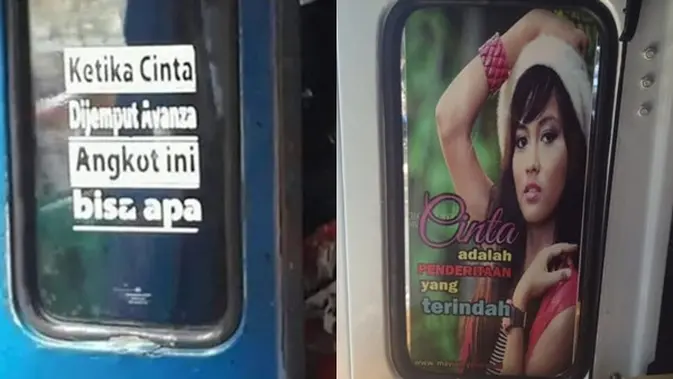 Ketika Cinta
Dijemput Avanza
Angkot ini
bisa apa
Cinta
adalah
PENDERITAAN
yang
terindah